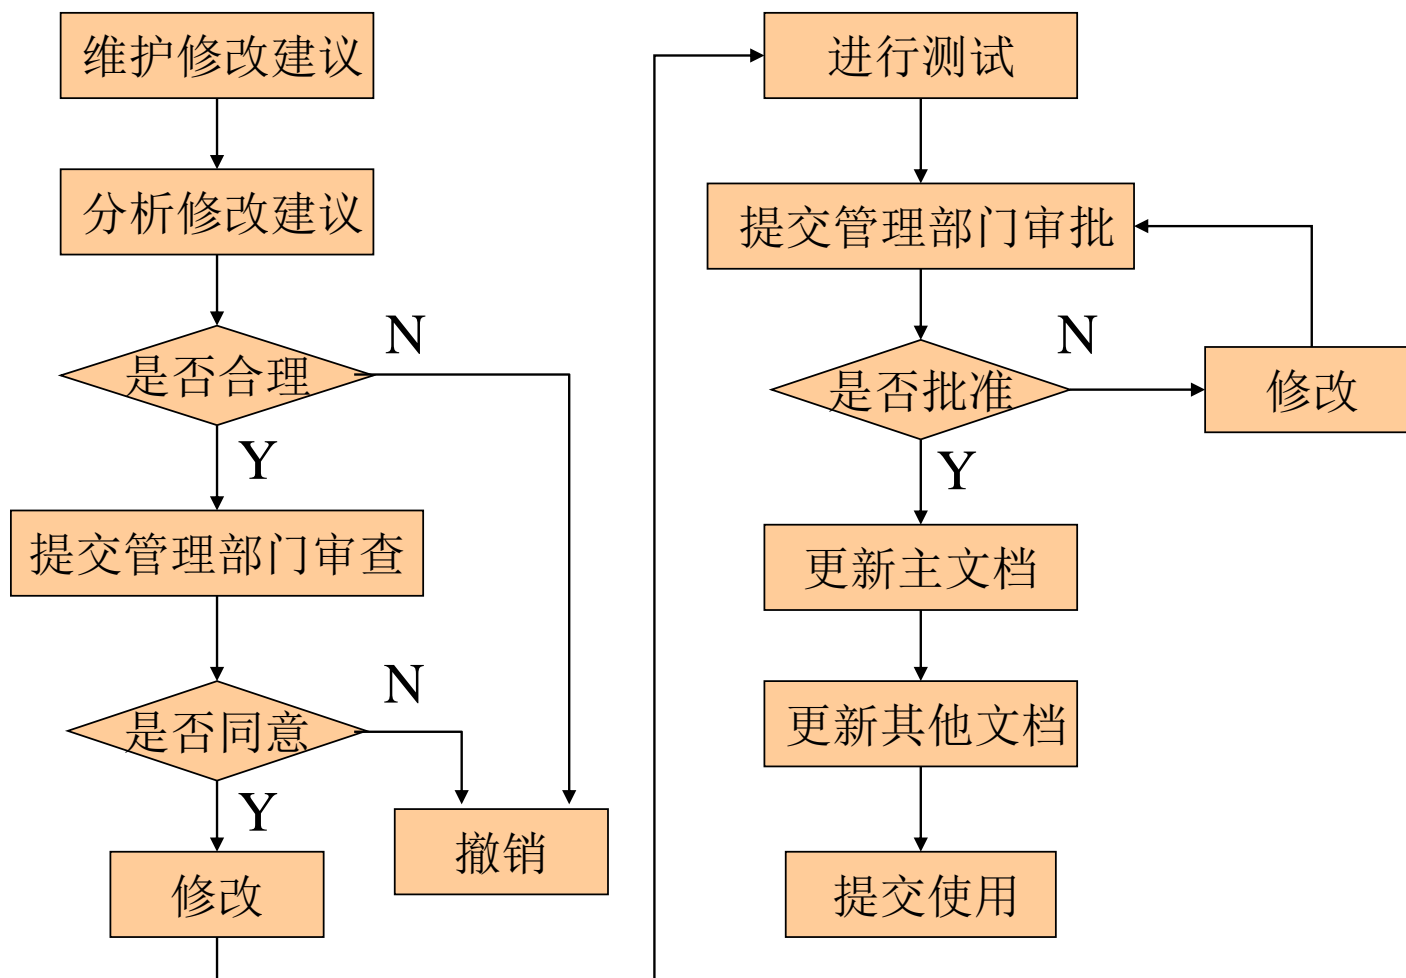 维护修改建议
分析修改建议
是否合理
N
Y
提交管理部门审查
是否同意
N
Y
撤销
修改
进行测试
提交管理部门审批
是否批准
N
修改
Y
更新主文档
更新其他文档
提交使用